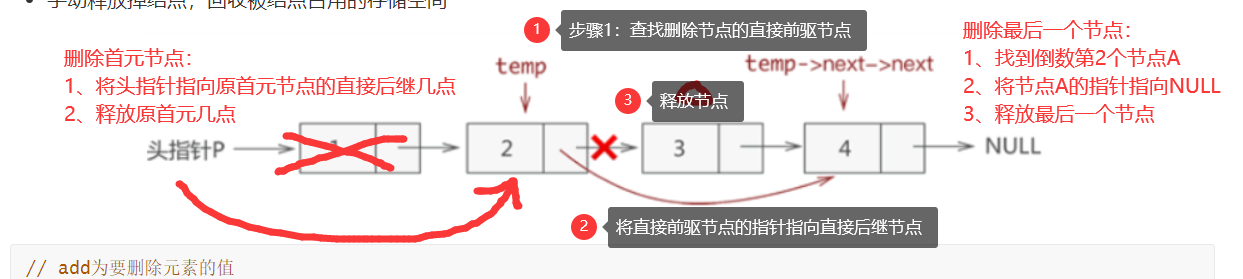 手动释放掉结点，回收被结点占用的存储空间
1 步骤1：查找删除节点的直接前驱节点
删除首元节点：
1、将头指针指向原首元节点的直接后继几点
2、释放原首元几点
temp
temp->next->next
删除最后一个节点：
1、找到倒数第2个节点A
2、将节点A的指针指向NULL
3、释放最后一个节点
3 释放节点
头指针P
1
2
3
4
NULL
2 将直接前驱节点的指针指向直接后继节点
// add为要删除元素的值